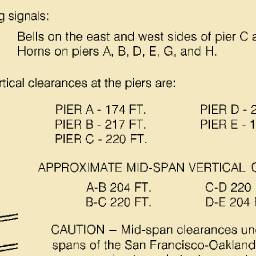 g signals:
Bells on the east and west sides of pier C a
Horns on piers A, B, D, E, G, and H.
rtical clearances at the piers are:
PIER A - 174 FT. PIER D - 2
PIER B - 217 FT. PIER E - 1
PIER C - 220 FT.
APPROXIMATE MID-SPAN VERTICAL C
A-B 204 FT. C-D 220
B-C 220 FT. D-E 204
CAUTION – Mid-span clearances un
spans of the San Francisco-Oakland